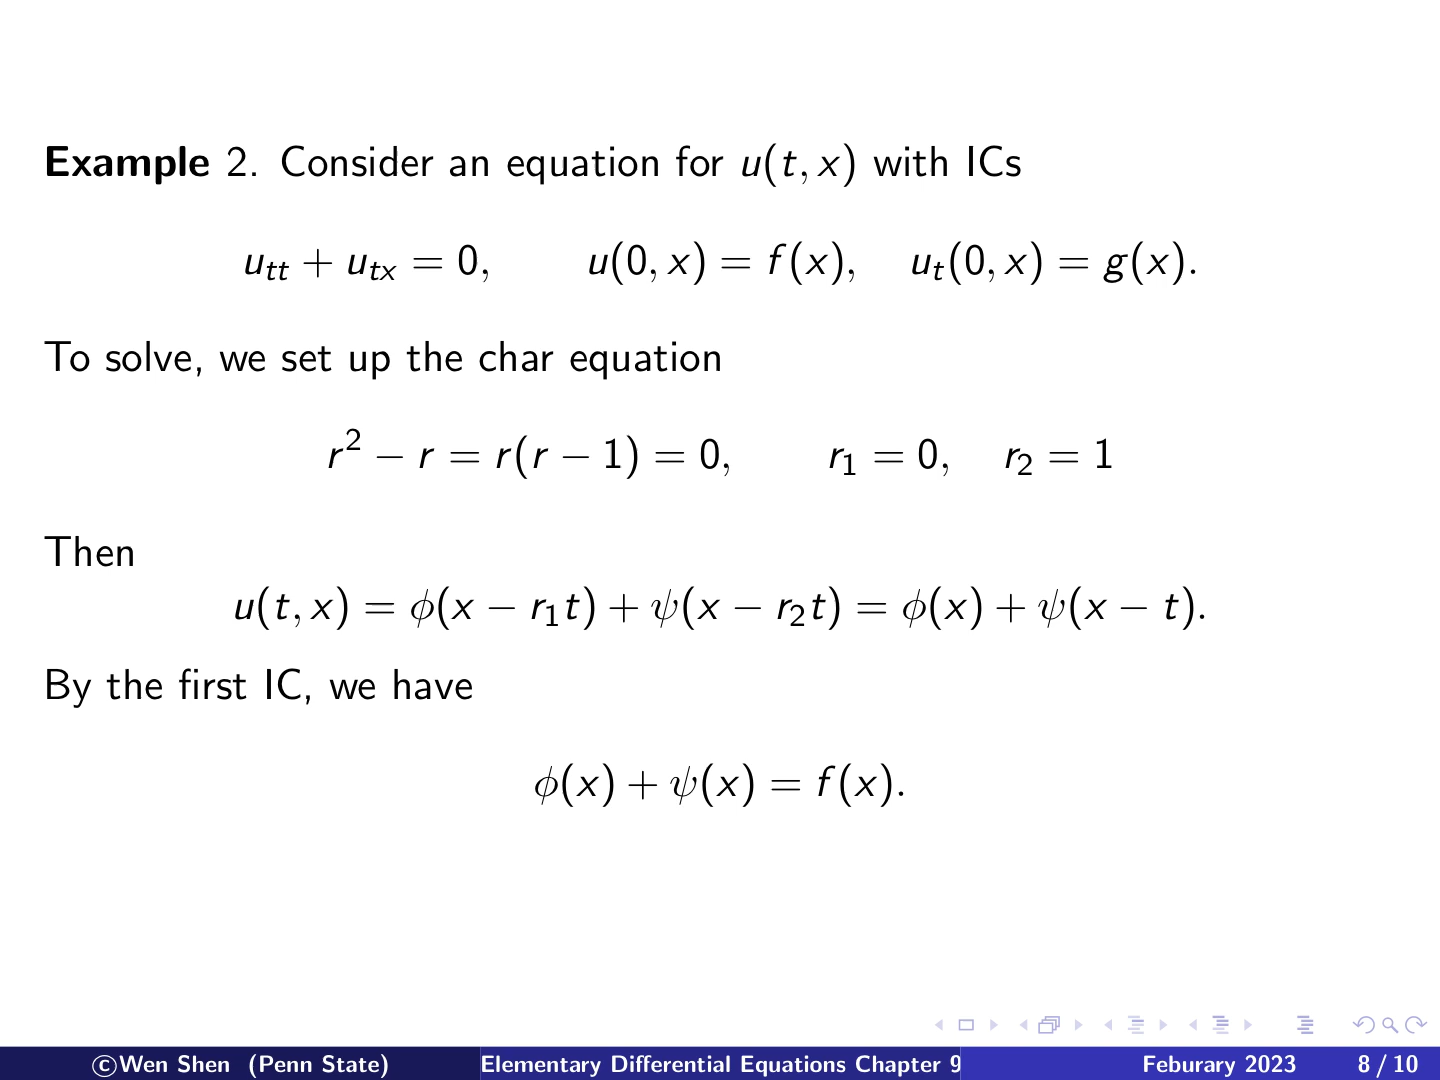 Example 2. Consider an equation for u(t, x) with ICs
u_tt + u_tx = 0, u(0, x) = f(x), u_t(0, x) = g(x).
To solve, we set up the char equation
r² − r = r(r − 1) = 0, r₁ = 0, r₂ = 1
Then
u(t, x) = ϕ(x − r₁t) + ψ(x − r₂t) = ϕ(x) + ψ(x − t).
By the first IC, we have
ϕ(x) + ψ(x) = f(x).
©Wen Shen (Penn State) Elementary Differential Equations Chapter 9 Feburary 2023 8 / 10